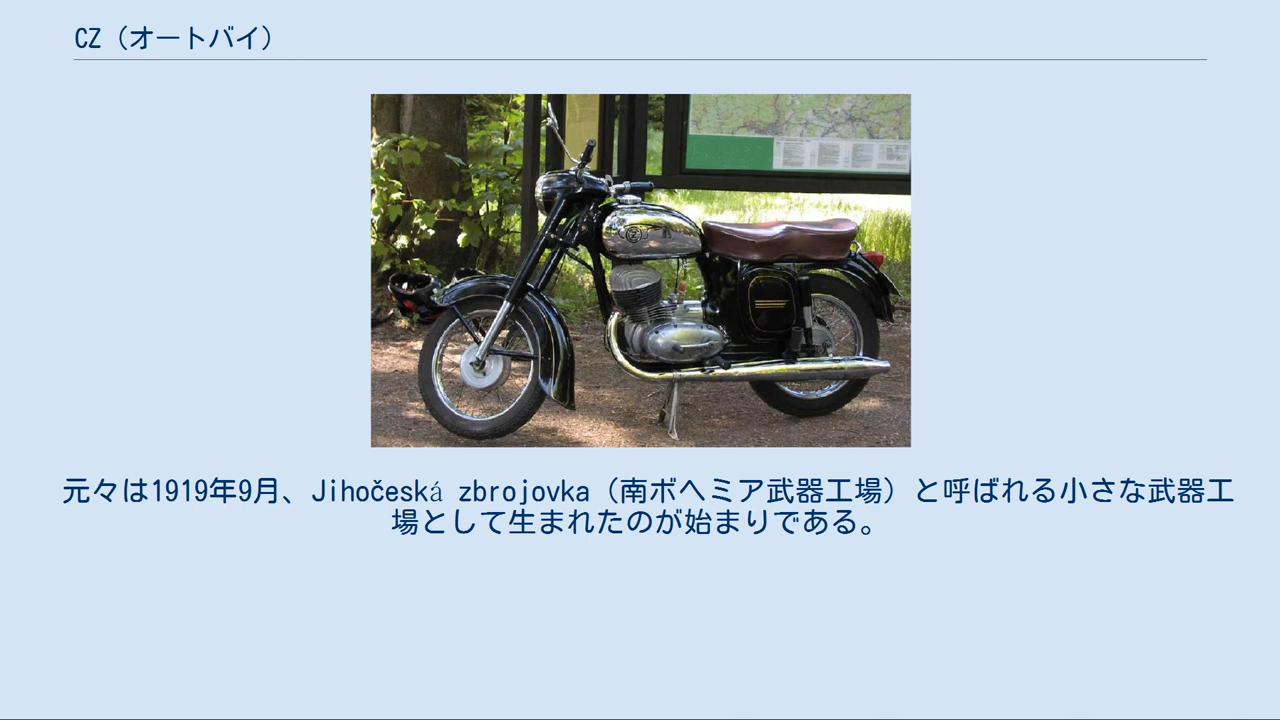 CZ（オートバイ）
元々は1919年9月、Jihočeská zbrojovka（南ボヘミア武器工場）と呼ばれる小さな武器工
場として生まれたのが始まりである。